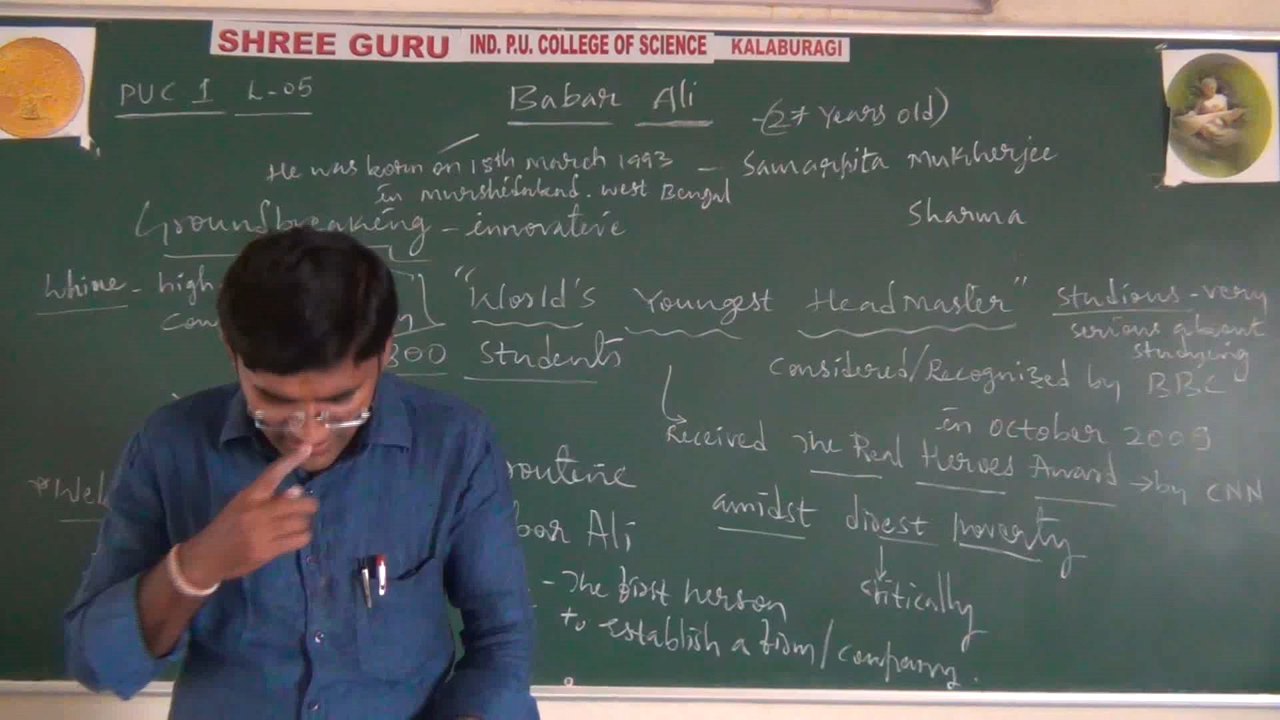 SHREE GURU IND. P.U. COLLEGE OF SCIENCE KALABURAGI
PUC 1 L-05
Babar Ali
(27 Years old)
He was born on 18th March 1993 - Samarpita Mukherjee
in Murshidabad. West Bengal
Sharma
Groundbreaking - innovative
Whine - high
"World's Youngest Headmaster"
studious - very
serious about
studying
800 students
Considered/Recognized by BBC
in October 2009
Received The Real Heroes Award → by CNN
routine
amidst direst poverty
Ali
critically
- The first person
to establish a firm/company.